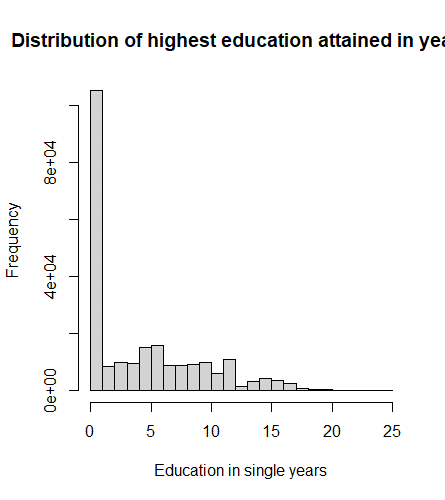 Distribution of highest education attained in yea
Frequency
0e+00
4e+04
8e+04
0 5 10 15 20 25
Education in single years